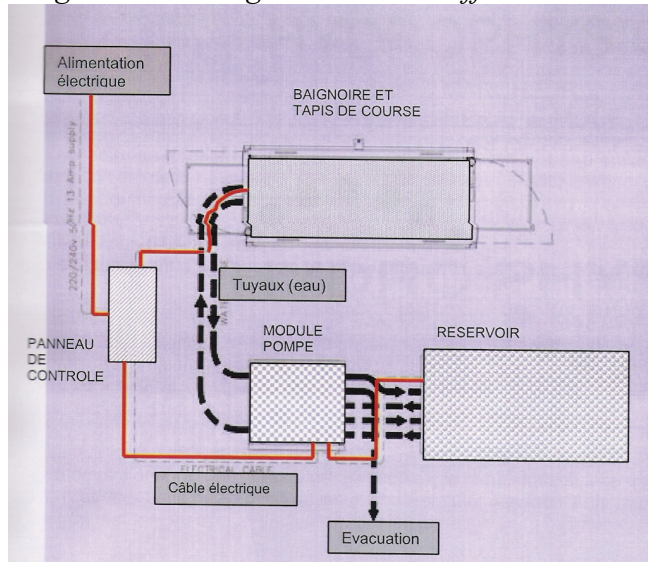 Alimentation
électrique
BAIGNOIRE ET
TAPIS DE COURSE
220/240v 50Hz 13 Amp supply
Tuyaux (eau)
MODULE
POMPE
RESERVOIR
PANNEAU
DE
CONTROLE
ELECTRICAL CABLE
Câble électrique
Evacuation